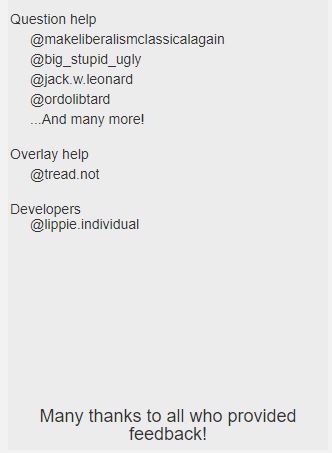 Question help
@makeliberalismclassicalagain
@big_stupid_ugly
@jack.w.leonard
@ordolibtard
...And many more!
Overlay help
@tread.not
Developers
@lippie.individual
Many thanks to all who provided
feedback!